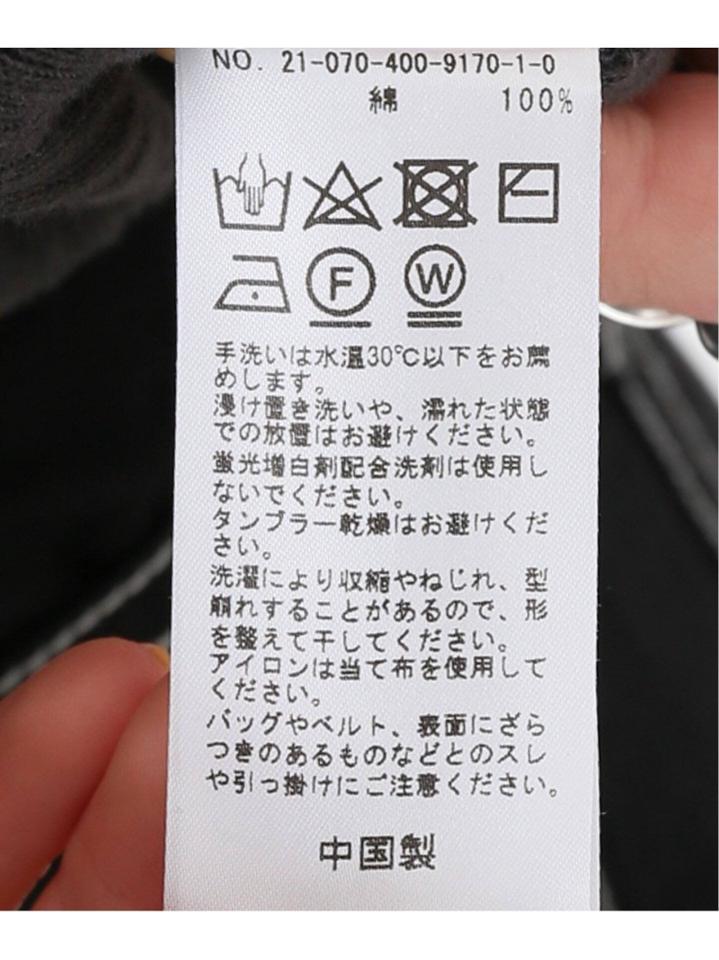 NO. 21-070-400-9170-1-0
綿 100%
F W
手洗いは水温30℃以下をお薦
めします。
浸け置き洗いや、濡れた状態
での放置はお避けください。
蛍光増白剤配合洗剤は使用し
ないでください。
タンブラー乾燥はお避けくだ
さい。
洗濯により収縮やねじれ、型
崩れすることがあるので、形
を整えて干してください。
アイロンは当て布を使用して
ください。
バッグやベルト、表面にざら
つきのあるものなどとのスレ
や引っ掛けにご注意ください。
中国製